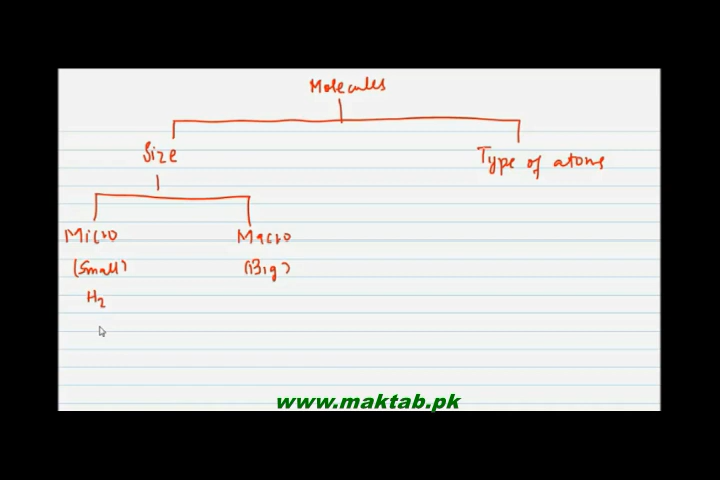 Molecules
Size
Type of atoms
Micro
Macro
(Small)
(Big)
H2
www.maktab.pk